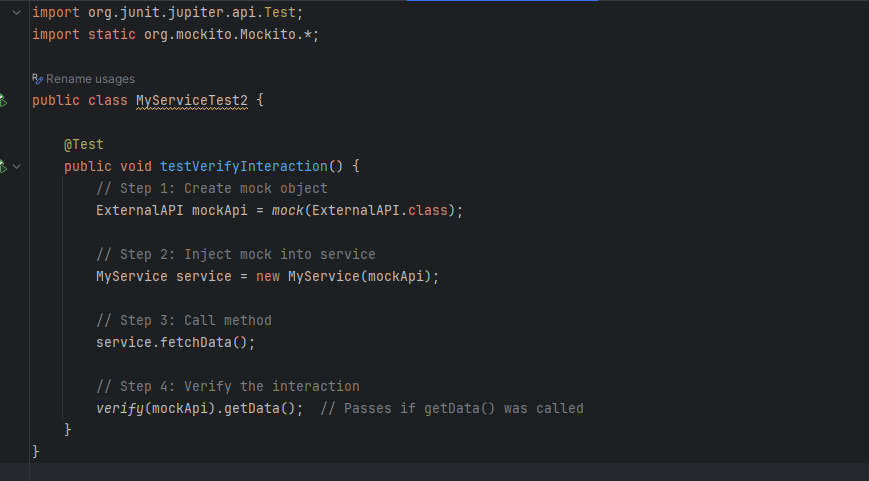 import org.junit.jupiter.api.Test;
import static org.mockito.Mockito.*;
Rename usages
public class MyServiceTest2 {
@Test
public void testVerifyInteraction() {
// Step 1: Create mock object
ExternalAPI mockApi = mock(ExternalAPI.class);
// Step 2: Inject mock into service
MyService service = new MyService(mockApi);
// Step 3: Call method
service.fetchData();
// Step 4: Verify the interaction
verify(mockApi).getData();  // Passes if getData() was called
}
}